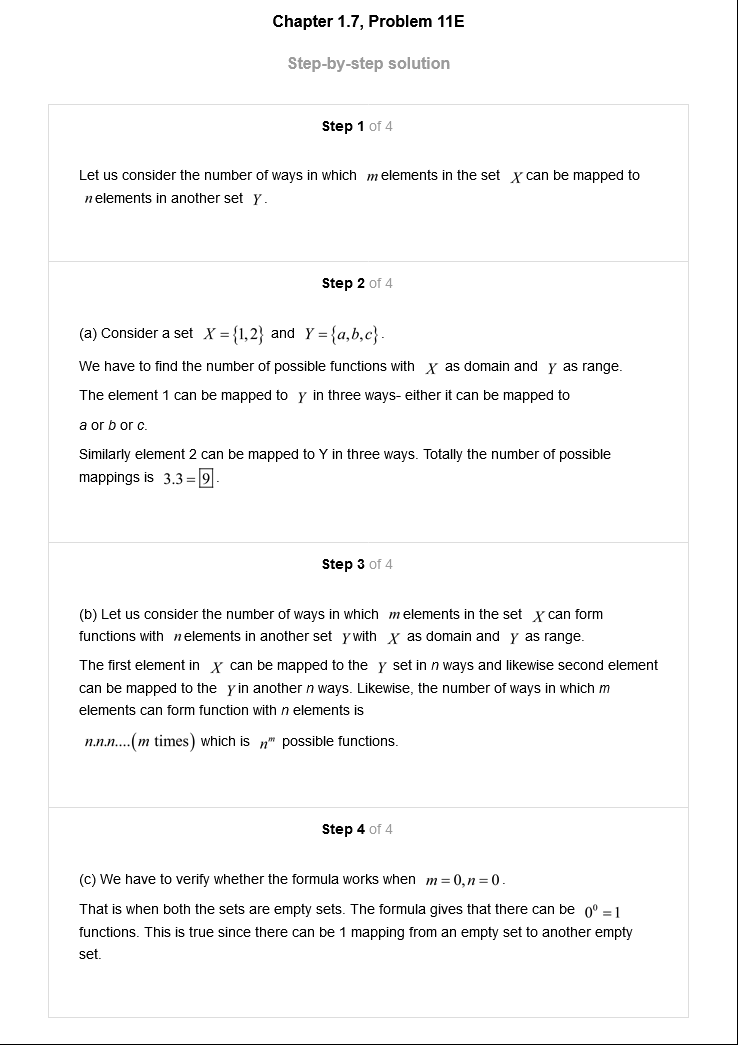 Chapter 1.7, Problem 11E
Step-by-step solution
Step 1 of 4
Let us consider the number of ways in which m elements in the set X can be mapped to
n elements in another set Y.
Step 2 of 4
(a) Consider a set X = {1,2} and Y = {a,b,c}.
We have to find the number of possible functions with X as domain and Y as range.
The element 1 can be mapped to Y in three ways- either it can be mapped to
a or b or c.
Similarly element 2 can be mapped to Y in three ways. Totally the number of possible
mappings is 3.3 = 9.
Step 3 of 4
(b) Let us consider the number of ways in which m elements in the set X can form
functions with n elements in another set Y with X as domain and Y as range.
The first element in X can be mapped to the Y set in n ways and likewise second element
can be mapped to the Y in another n ways. Likewise, the number of ways in which m
elements can form function with n elements is
n.n.n....(m times) which is nᵐ possible functions.
Step 4 of 4
(c) We have to verify whether the formula works when m = 0, n = 0.
That is when both the sets are empty sets. The formula gives that there can be 0⁰ = 1
functions. This is true since there can be 1 mapping from an empty set to another empty
set.